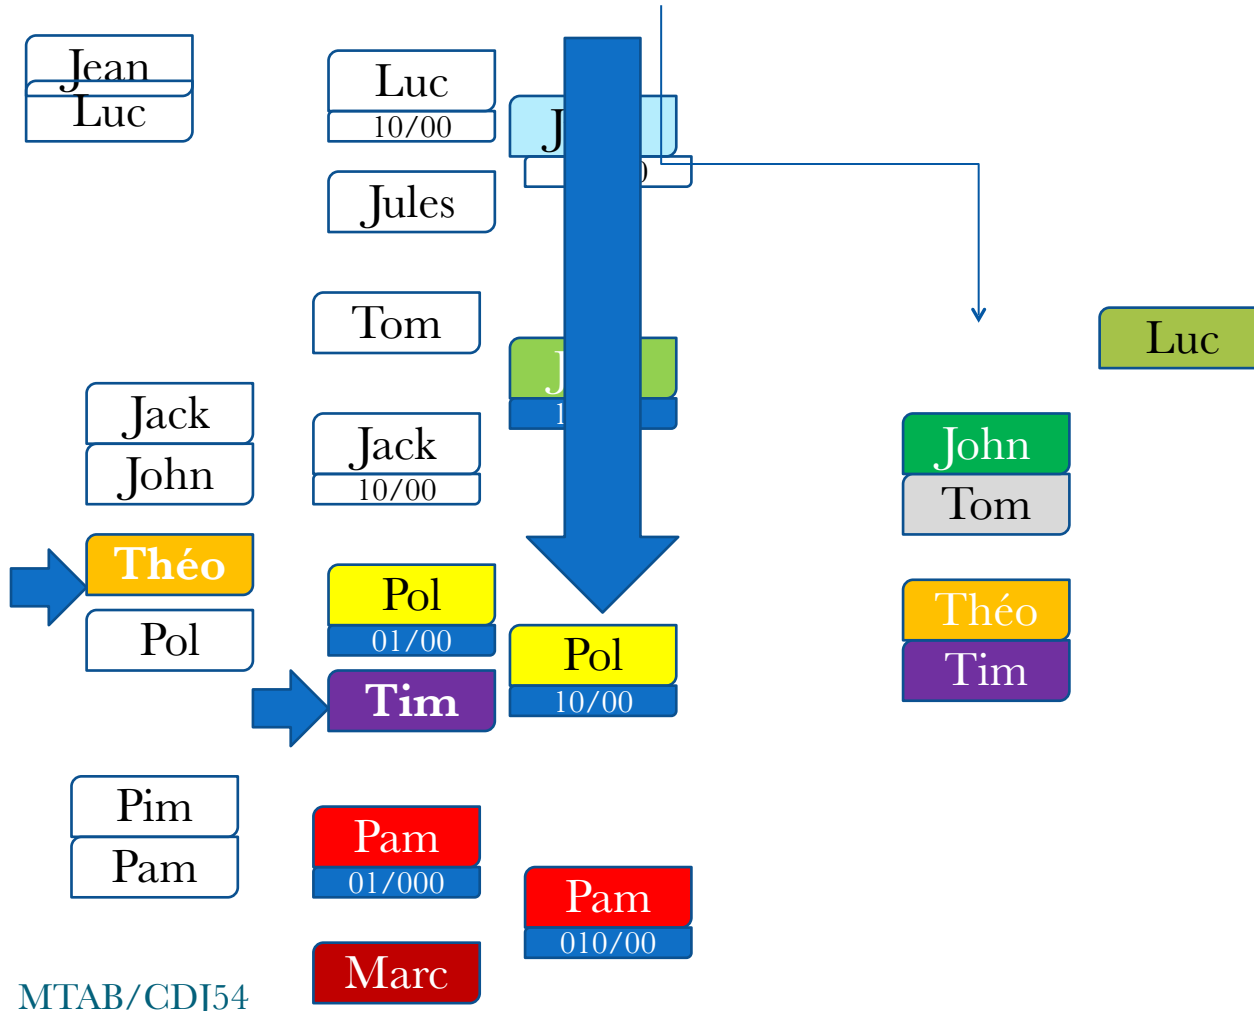 Jean
Luc
Luc
10/00
Jules
Tom
Luc
Jack
John
Jack
10/00
John
Tom
Théo
Pol
Pol
01/00
Tim
Pol
10/00
Théo
Tim
Pim
Pam
Pam
01/000
Pam
010/00
Marc
MTAB/CDJ54